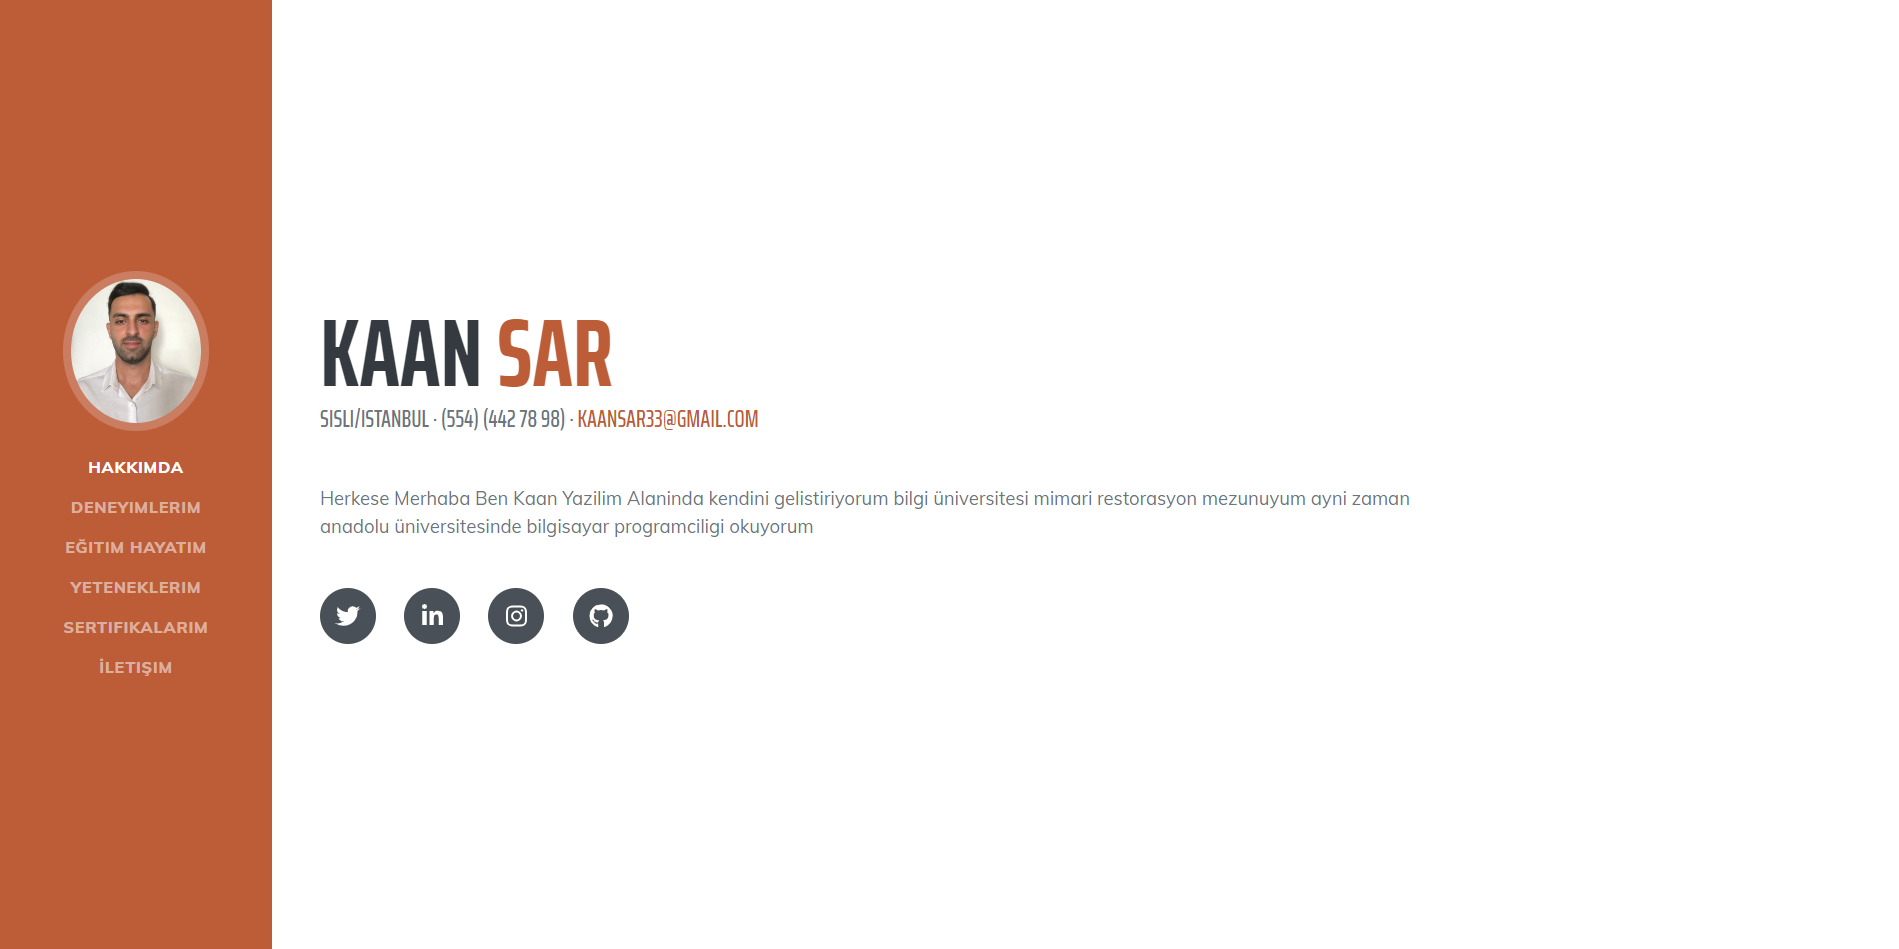 HAKKIMDA
DENEYIMLERIM
EĞITIM HAYATIM
YETENEKLERIM
SERTIFIKALARIM
İLETIŞIM
KAAN SAR
SISLI/ISTANBUL · (554) (442 78 98) · KAANSAR33@GMAIL.COM
Herkese Merhaba Ben Kaan Yazilim Alaninda kendini gelistiriyorum bilgi üniversitesi mimari restorasyon mezunuyum ayni zaman
anadolu üniversitesinde bilgisayar programciligi okuyorum